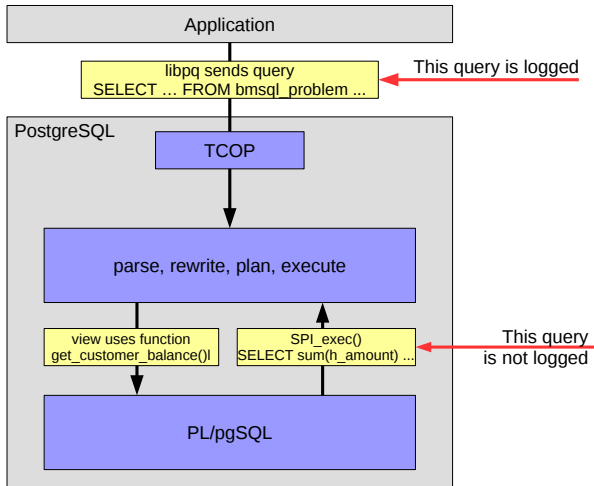 Application
libpq sends query
SELECT … FROM bmsql_problem ...
This query is logged
PostgreSQL
TCOP
parse, rewrite, plan, execute
view uses function
get_customer_balance()l
SPI_exec()
SELECT sum(h_amount) ...
This query
is not logged
PL/pgSQL